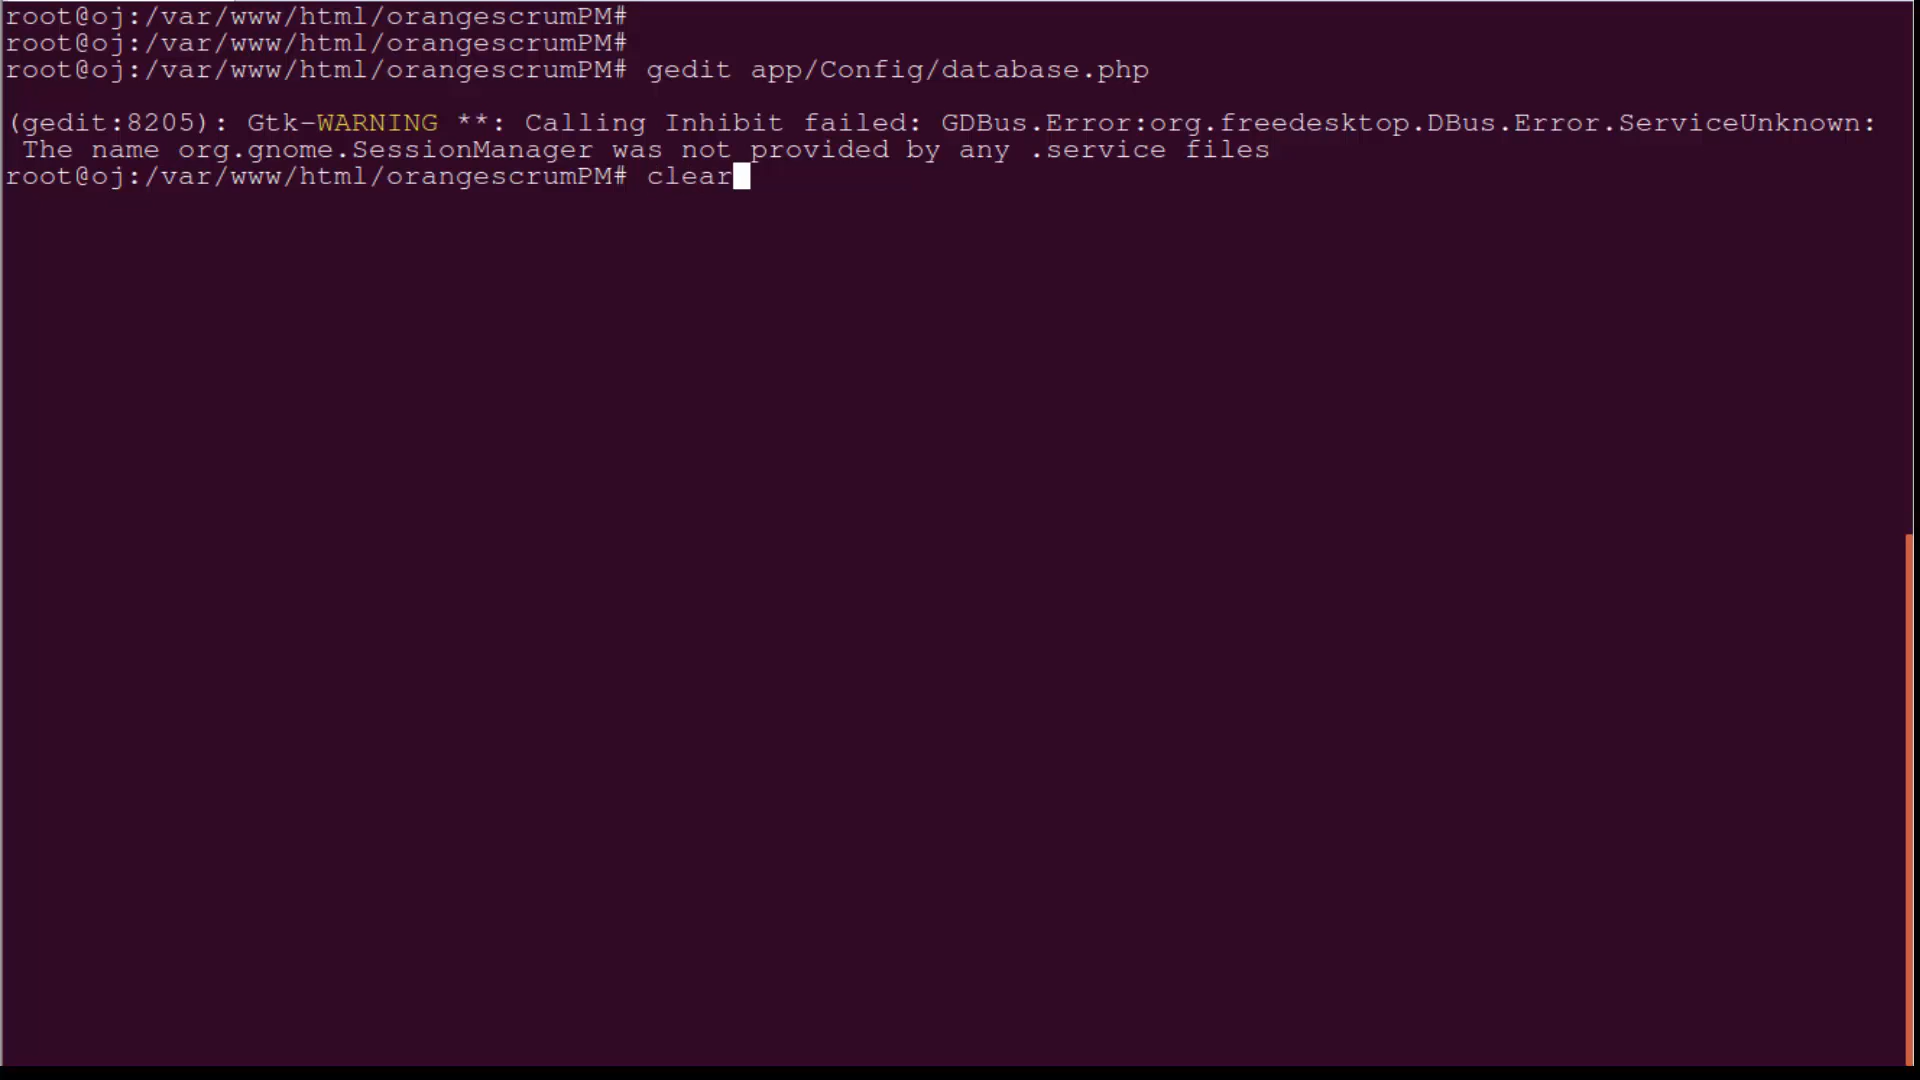 root@oj:/var/www/html/orangescrumPM#
root@oj:/var/www/html/orangescrumPM#
root@oj:/var/www/html/orangescrumPM# gedit app/Config/database.php
(gedit:8205): Gtk-WARNING **: Calling Inhibit failed: GDBus.Error:org.freedesktop.DBus.Error.ServiceUnknown:
 The name org.gnome.SessionManager was not provided by any .service files
root@oj:/var/www/html/orangescrumPM# clear